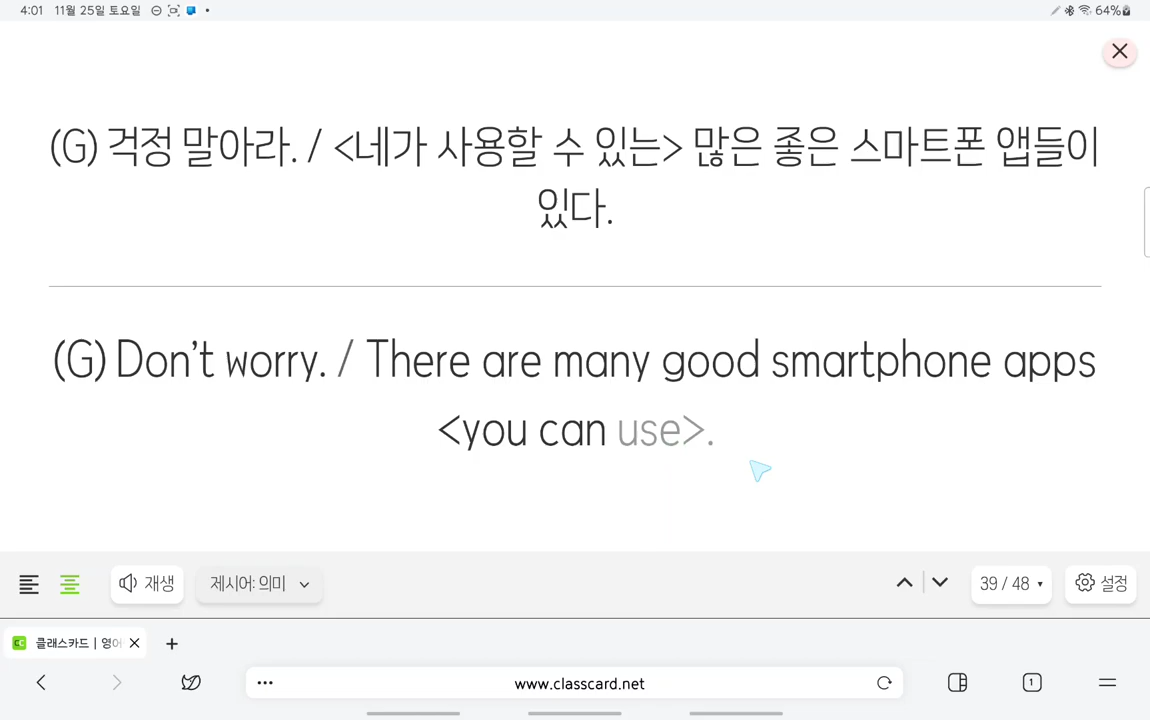 4:01 11월 25일 토요일
64%
(G) 걱정 말아라. / <네가 사용할 수 있는> 많은 좋은 스마트폰 앱들이
있다.
(G) Don't worry. / There are many good smartphone apps
<you can use>.
재생 제시어: 의미 39 / 48 설정
클래스카드 | 영어
www.classcard.net 1